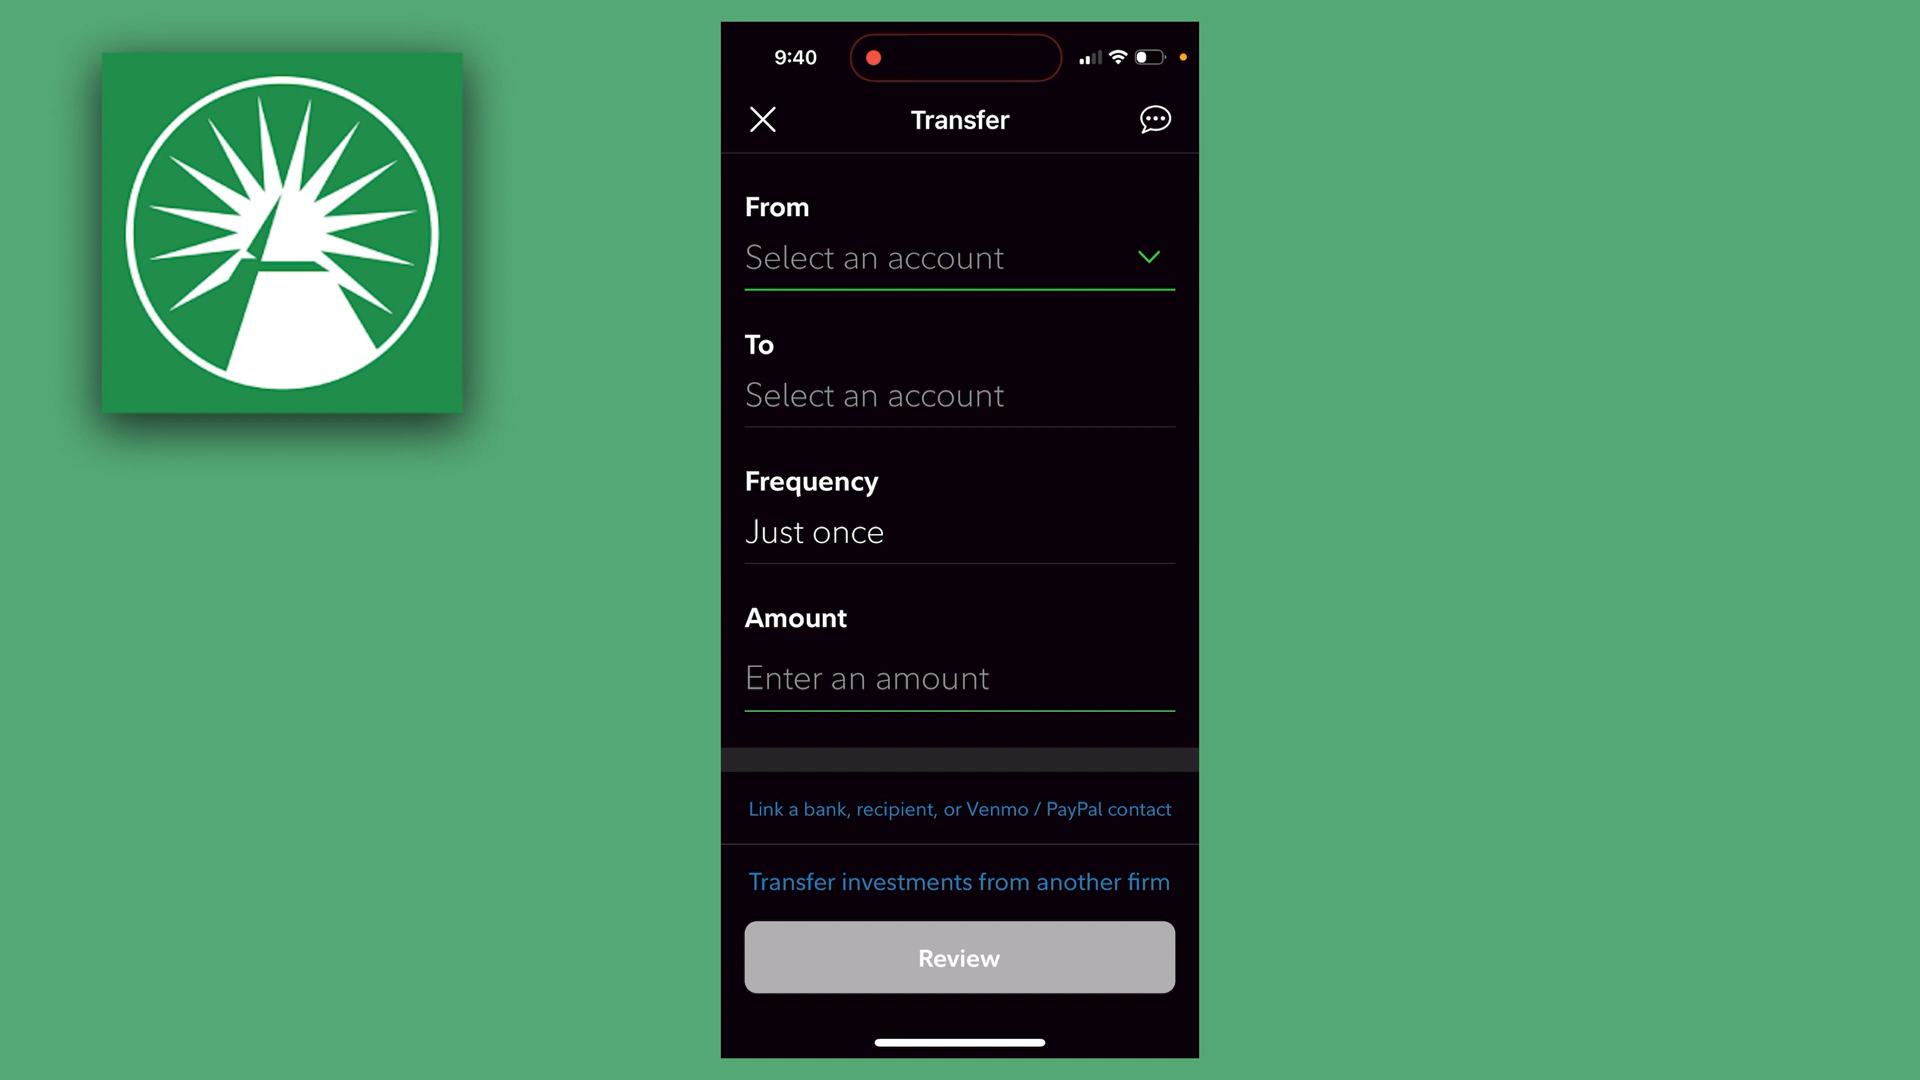 9:40
Transfer
From
Select an account
To
Select an account
Frequency
Just once
Amount
Enter an amount
Link a bank, recipient, or Venmo / PayPal contact
Transfer investments from another firm
Review